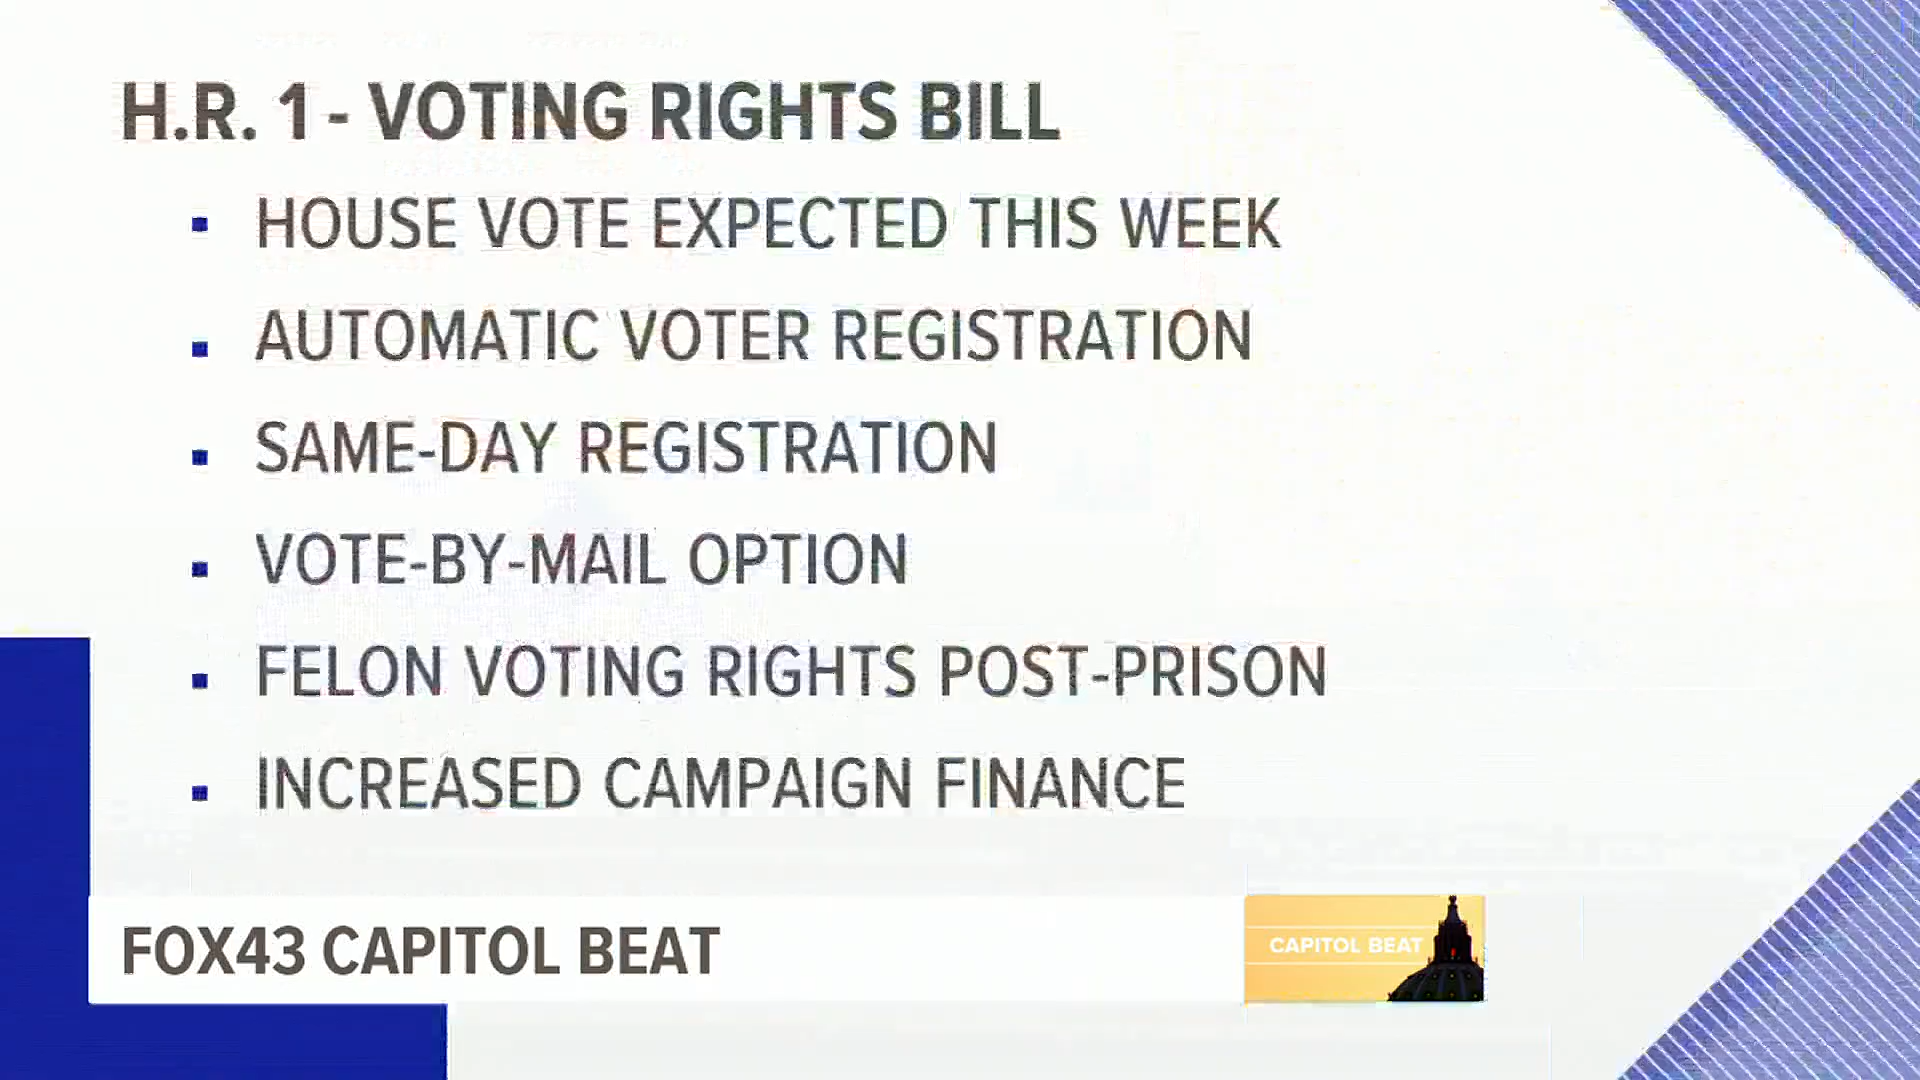 H.R. 1 - VOTING RIGHTS BILL
HOUSE VOTE EXPECTED THIS WEEK
AUTOMATIC VOTER REGISTRATION
SAME-DAY REGISTRATION
VOTE-BY-MAIL OPTION
FELON VOTING RIGHTS POST-PRISON
INCREASED CAMPAIGN FINANCE
FOX43 CAPITOL BEAT
CAPITOL BEAT